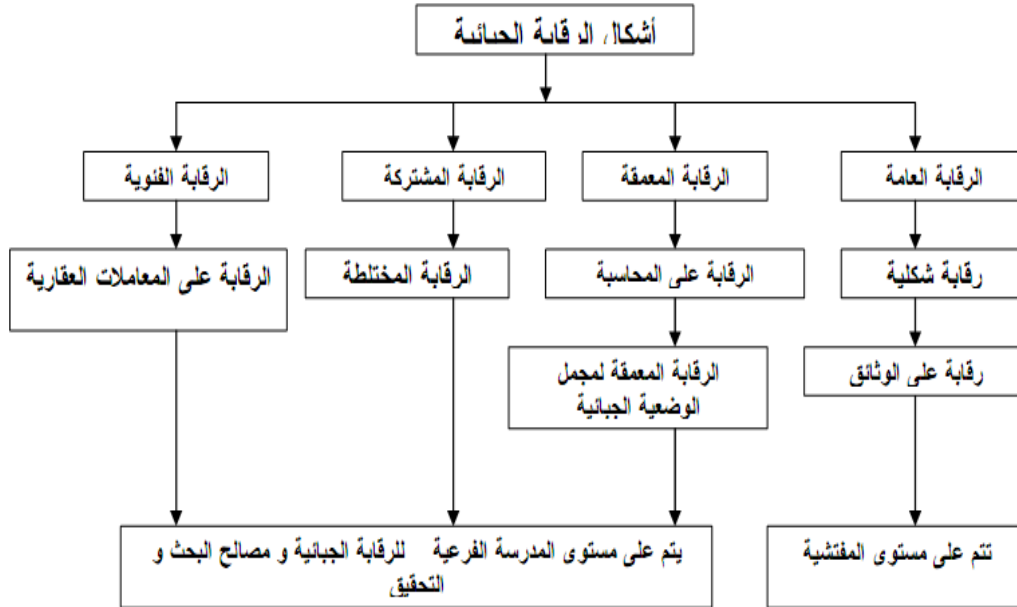 أشكال الرقابة الجبائية
الرقابة العامة
الرقابة المعمقة
الرقابة المشتركة
الرقابة الفنوية
رقابة شكلية
الرقابة على المحاسبة
الرقابة المختلطة
الرقابة على المعاملات العقارية
رقابة على الوثائق
الرقابة المعمقة لمجمل
الوضعية الجبائية
تتم على مستوى المفتشية
يتم على مستوى المدرسة الفرعية للرقابة الجبائية و مصالح البحث و
التحقيق